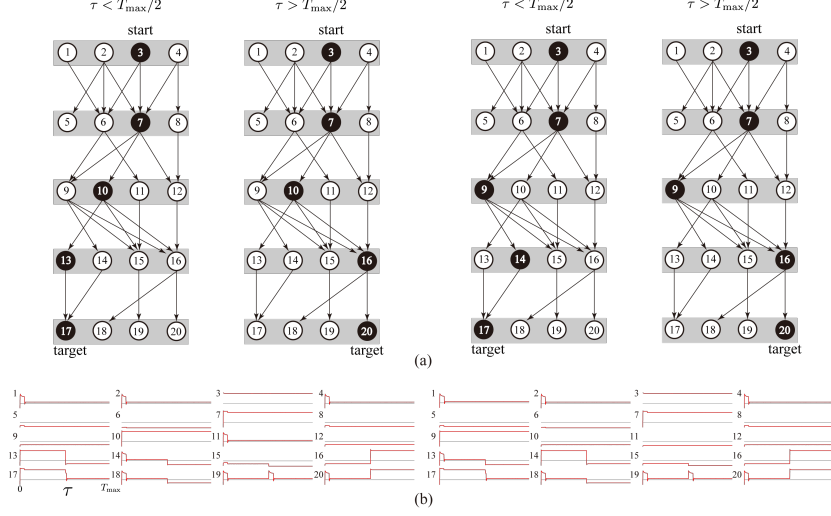 τ < T_max/2
τ > T_max/2
τ < T_max/2
τ > T_max/2
start
start
start
start
1 2 3 4
1 2 3 4
1 2 3 4
1 2 3 4
5 6 7 8
5 6 7 8
5 6 7 8
5 6 7 8
9 10 11 12
9 10 11 12
9 10 11 12
9 10 11 12
13 14 15 16
13 14 15 16
13 14 15 16
13 14 15 16
17 18 19 20
17 18 19 20
17 18 19 20
17 18 19 20
target
target
target
target
(a)
1 2 3 4
1 2 3 4
5 6 7 8
5 6 7 8
9 10 11 12
9 10 11 12
13 14 15 16
13 14 15 16
17 18 19 20
17 18 19 20
0 τ T_max
(b)